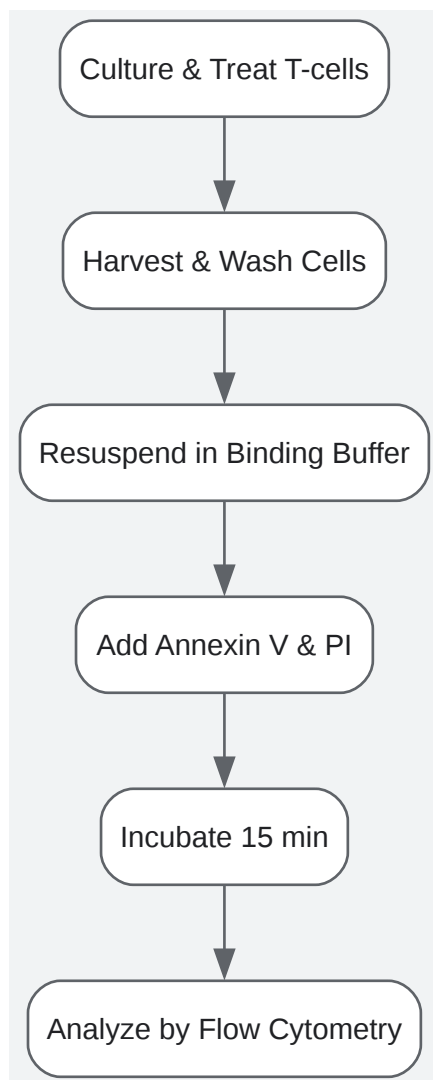 Culture & Treat T-cells
Harvest & Wash Cells
Resuspend in Binding Buffer
Add Annexin V & PI
Incubate 15 min
Analyze by Flow Cytometry